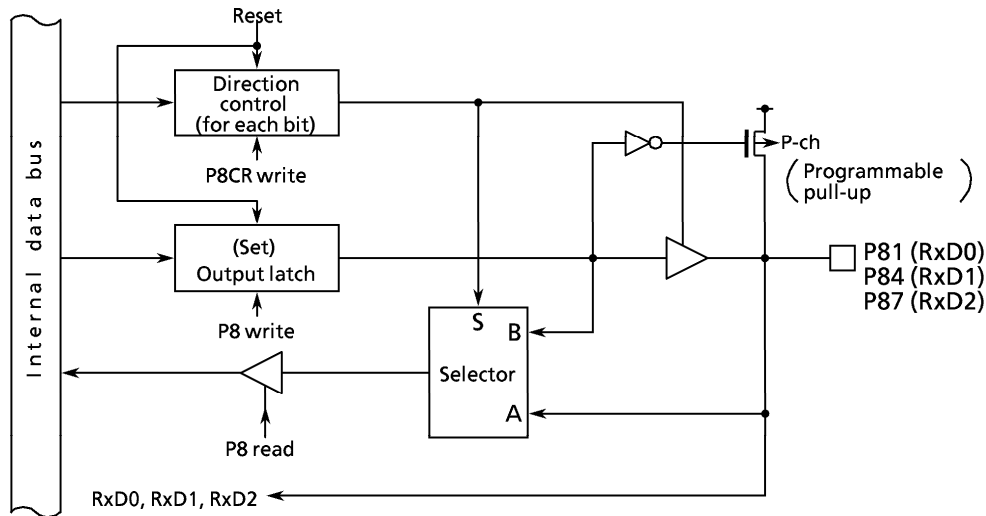 Reset
Internal data bus
Direction
control
(for each bit)
P8CR write
P-ch
(Programmable
pull-up)
(Set)
Output latch
P8 write
P81 (RxD0)
P84 (RxD1)
P87 (RxD2)
S
B
Selector
A
P8 read
RxD0, RxD1, RxD2